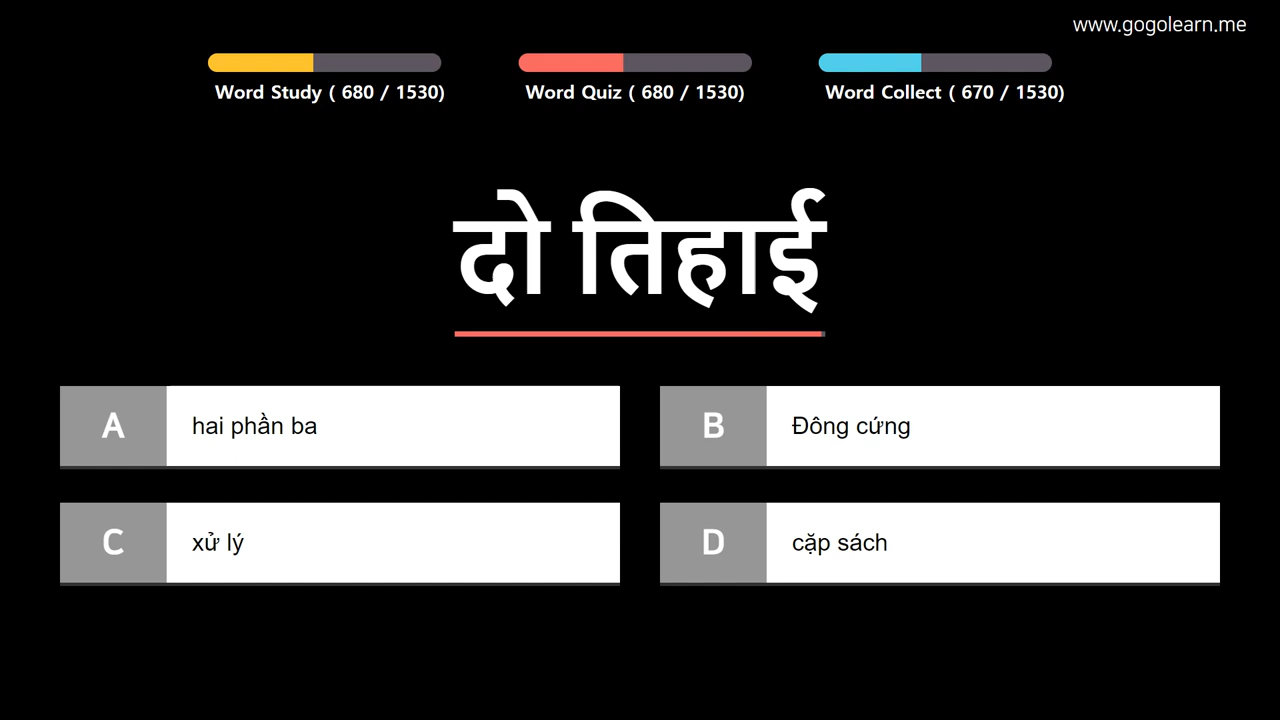 www.gogolearn.me
Word Study ( 680 / 1530)
Word Quiz ( 680 / 1530)
Word Collect ( 670 / 1530)
दो तिहाई
A hai phần ba
B Đông cứng
C xử lý
D cặp sách